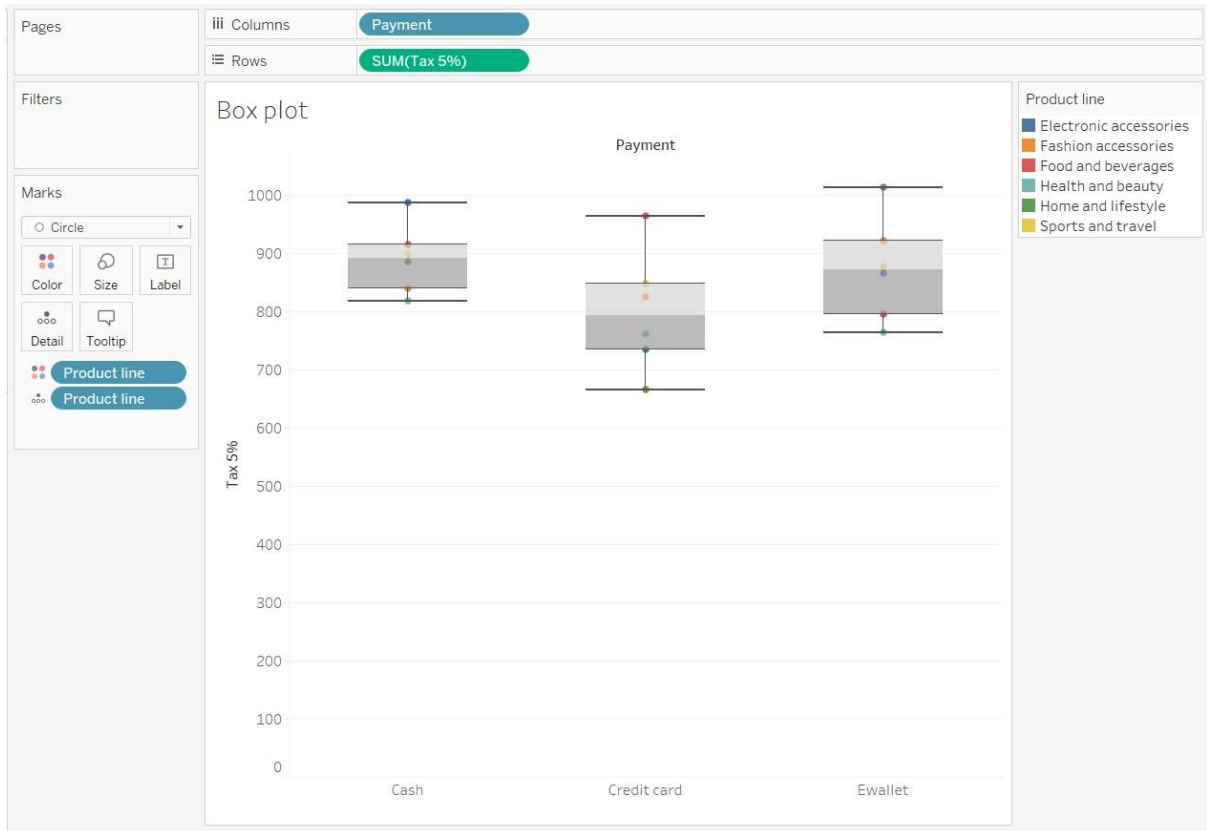 Pages
iii Columns
Payment
Rows
SUM(Tax 5%)
Filters
Marks
Circle
Color
Size
T
Label
Detail
Tooltip
Product line
Product line
Box plot
Payment
Tax 5%
1000
900
800
700
600
500
400
300
200
100
0
Cash
Credit card
Ewallet
Product line
Electronic accessories
Fashion accessories
Food and beverages
Health and beauty
Home and lifestyle
Sports and travel